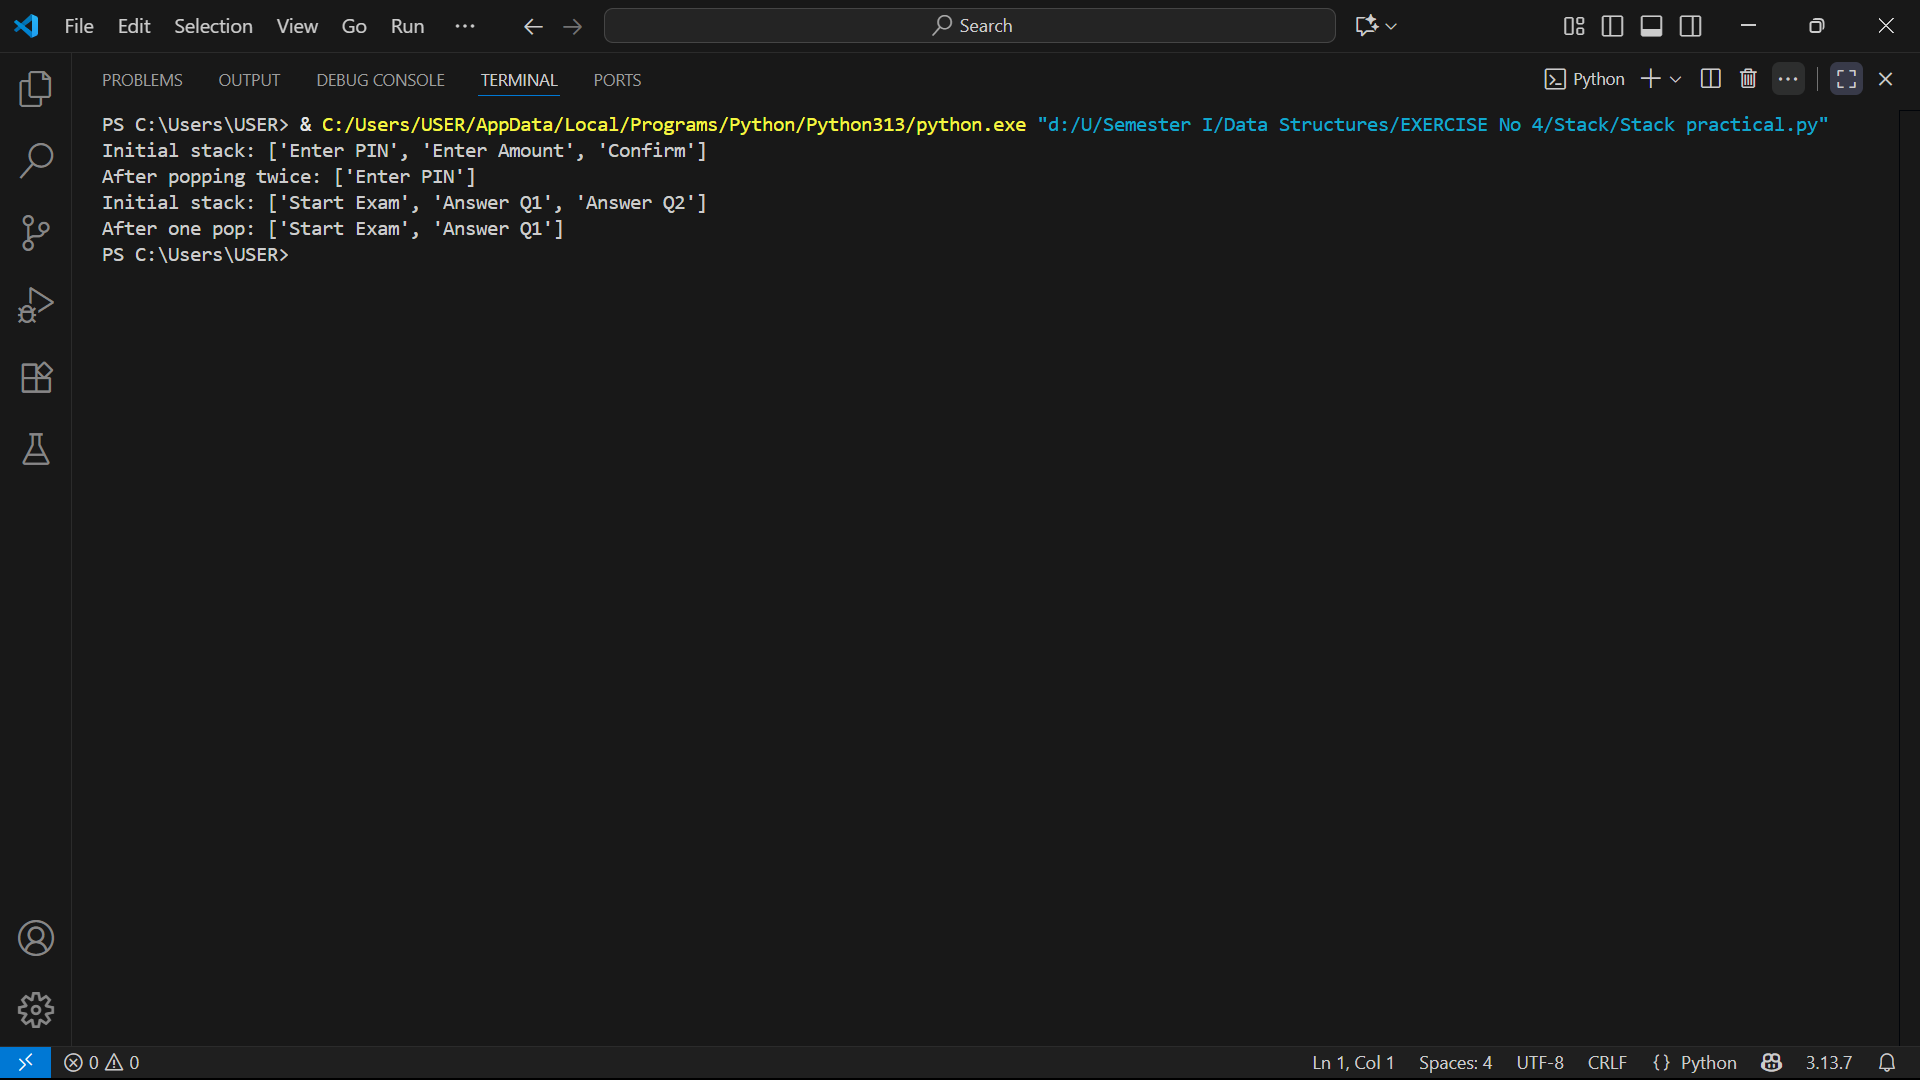 File Edit Selection View Go Run ··· Search
PROBLEMS OUTPUT DEBUG CONSOLE TERMINAL PORTS Python
PS C:\Users\USER> & C:/Users/USER/AppData/Local/Programs/Python/Python313/python.exe "d:/U/Semester I/Data Structures/EXERCISE No 4/Stack/Stack practical.py"
Initial stack: ['Enter PIN', 'Enter Amount', 'Confirm']
After popping twice: ['Enter PIN']
Initial stack: ['Start Exam', 'Answer Q1', 'Answer Q2']
After one pop: ['Start Exam', 'Answer Q1']
PS C:\Users\USER>
0 0 Ln 1, Col 1 Spaces: 4 UTF-8 CRLF {} Python 3.13.7